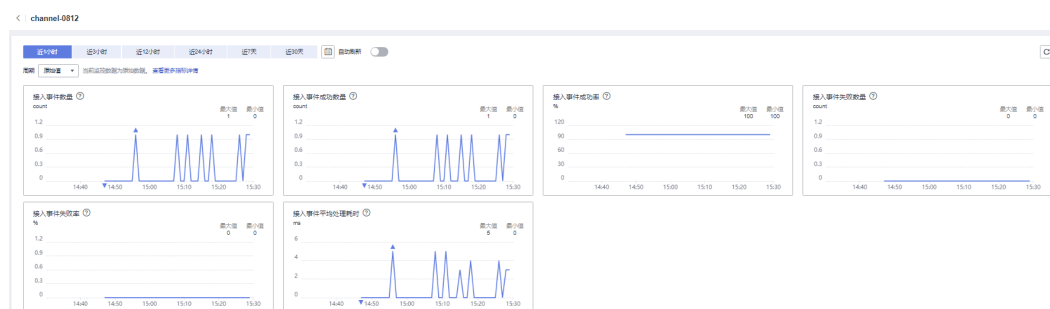 channel-0812
近1小时 近3小时 近12小时 近24小时 近7天 近30天 自动刷新
周期 原始值 当前监控数据为原始数据，查看更多指标详情
接入事件数量
count
最大值 最小值
1 0
1.2
0.9
0.6
0.3
0
14:40 14:50 15:00 15:10 15:20 15:30
接入事件成功数量
count
最大值 最小值
1 0
1.2
0.9
0.6
0.3
0
14:40 14:50 15:00 15:10 15:20 15:30
接入事件成功率
%
最大值 最小值
100 100
120
90
60
30
0
14:40 14:50 15:00 15:10 15:20 15:30
接入事件失败数量
count
最大值 最小值
0 0
1.2
0.9
0.6
0.3
0
14:40 14:50 15:00 15:10 15:20 15:30
接入事件失败率
%
最大值 最小值
0 0
1.2
0.9
0.6
0.3
0
14:40 14:50 15:00 15:10 15:20 15:30
接入事件平均处理耗时
ms
最大值 最小值
5 0
6
4
2
0
14:40 14:50 15:00 15:10 15:20 15:30